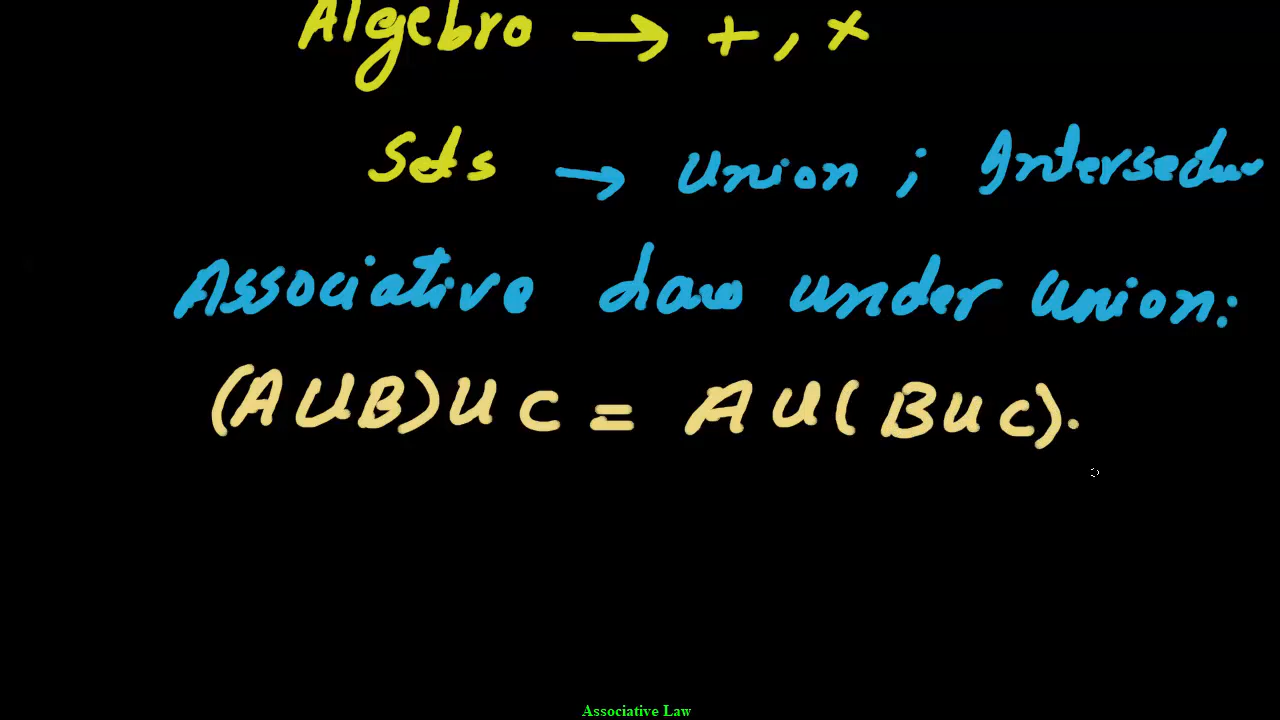 Algebra → +, ×
Sets → Union ; Intersection
Associative Law under Union:
(A U B) U C = A U ( B U C).
Associative Law